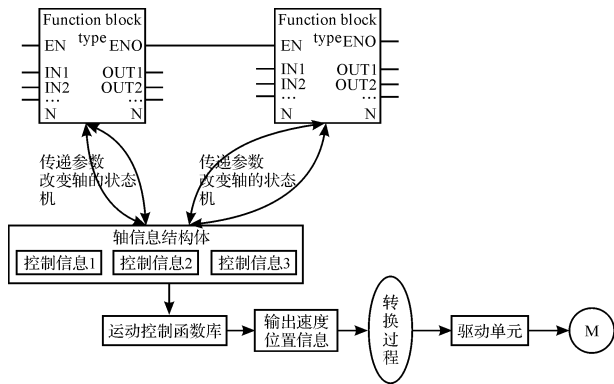 Function block
type
EN ENO
IN1 OUT1
IN2 OUT2
… …
N N
Function block
type ENO
EN
IN1 OUT1
IN2 OUT2
… …
N N
传递参数
改变轴的状态
机
传递参数
改变轴的状态
机
轴信息结构体
控制信息1 控制信息2 控制信息3
运动控制函数库
输出速度
位置信息
转
换
过
程
驱动单元
M